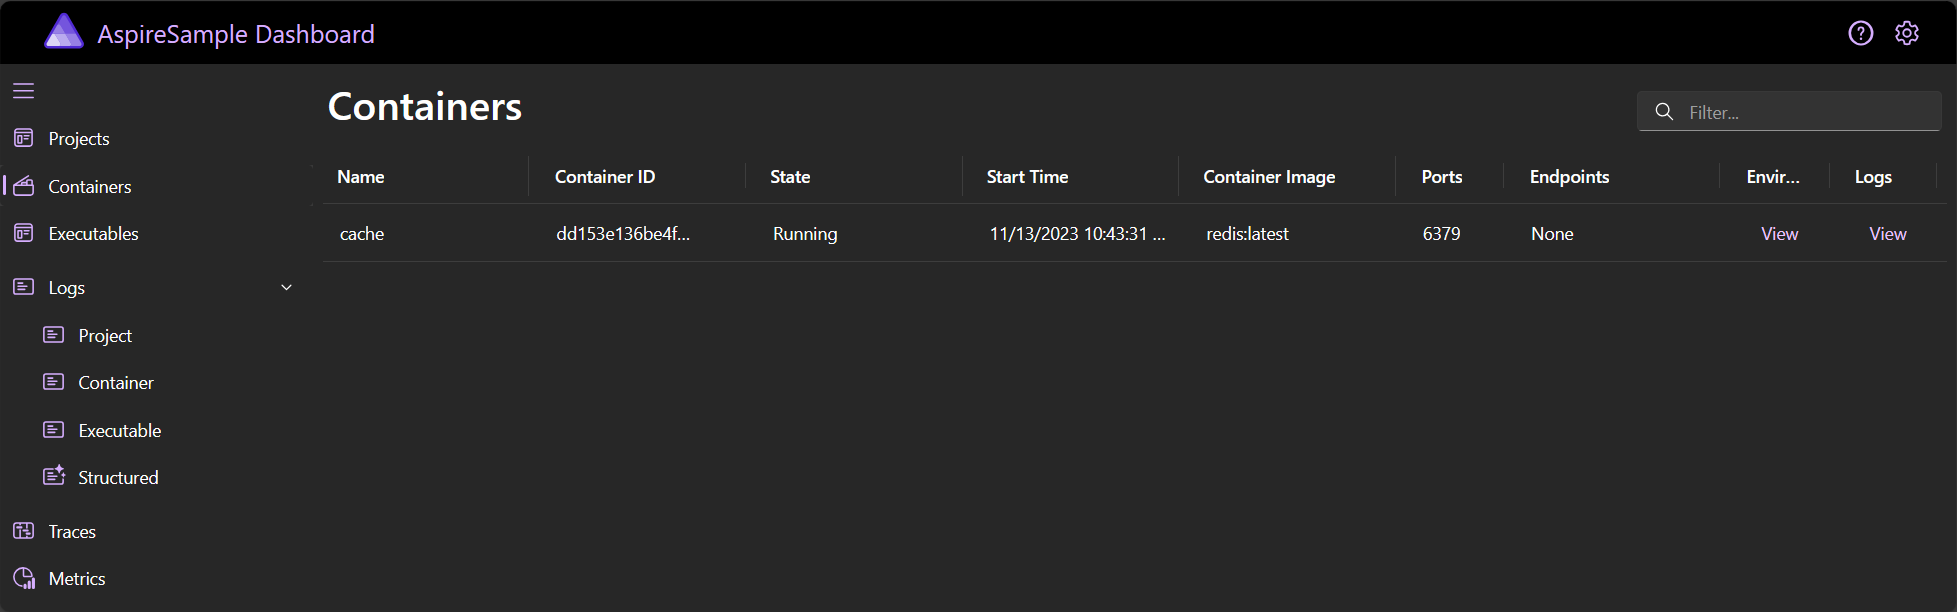 AspireSample Dashboard
Projects
Containers
Executables
Logs
Project
Container
Executable
Structured
Traces
Metrics
Containers
Filter...
Name Container ID State Start Time Container Image Ports Endpoints Envir... Logs
cache dd153e136be4f... Running 11/13/2023 10:43:31 ... redis:latest 6379 None View View